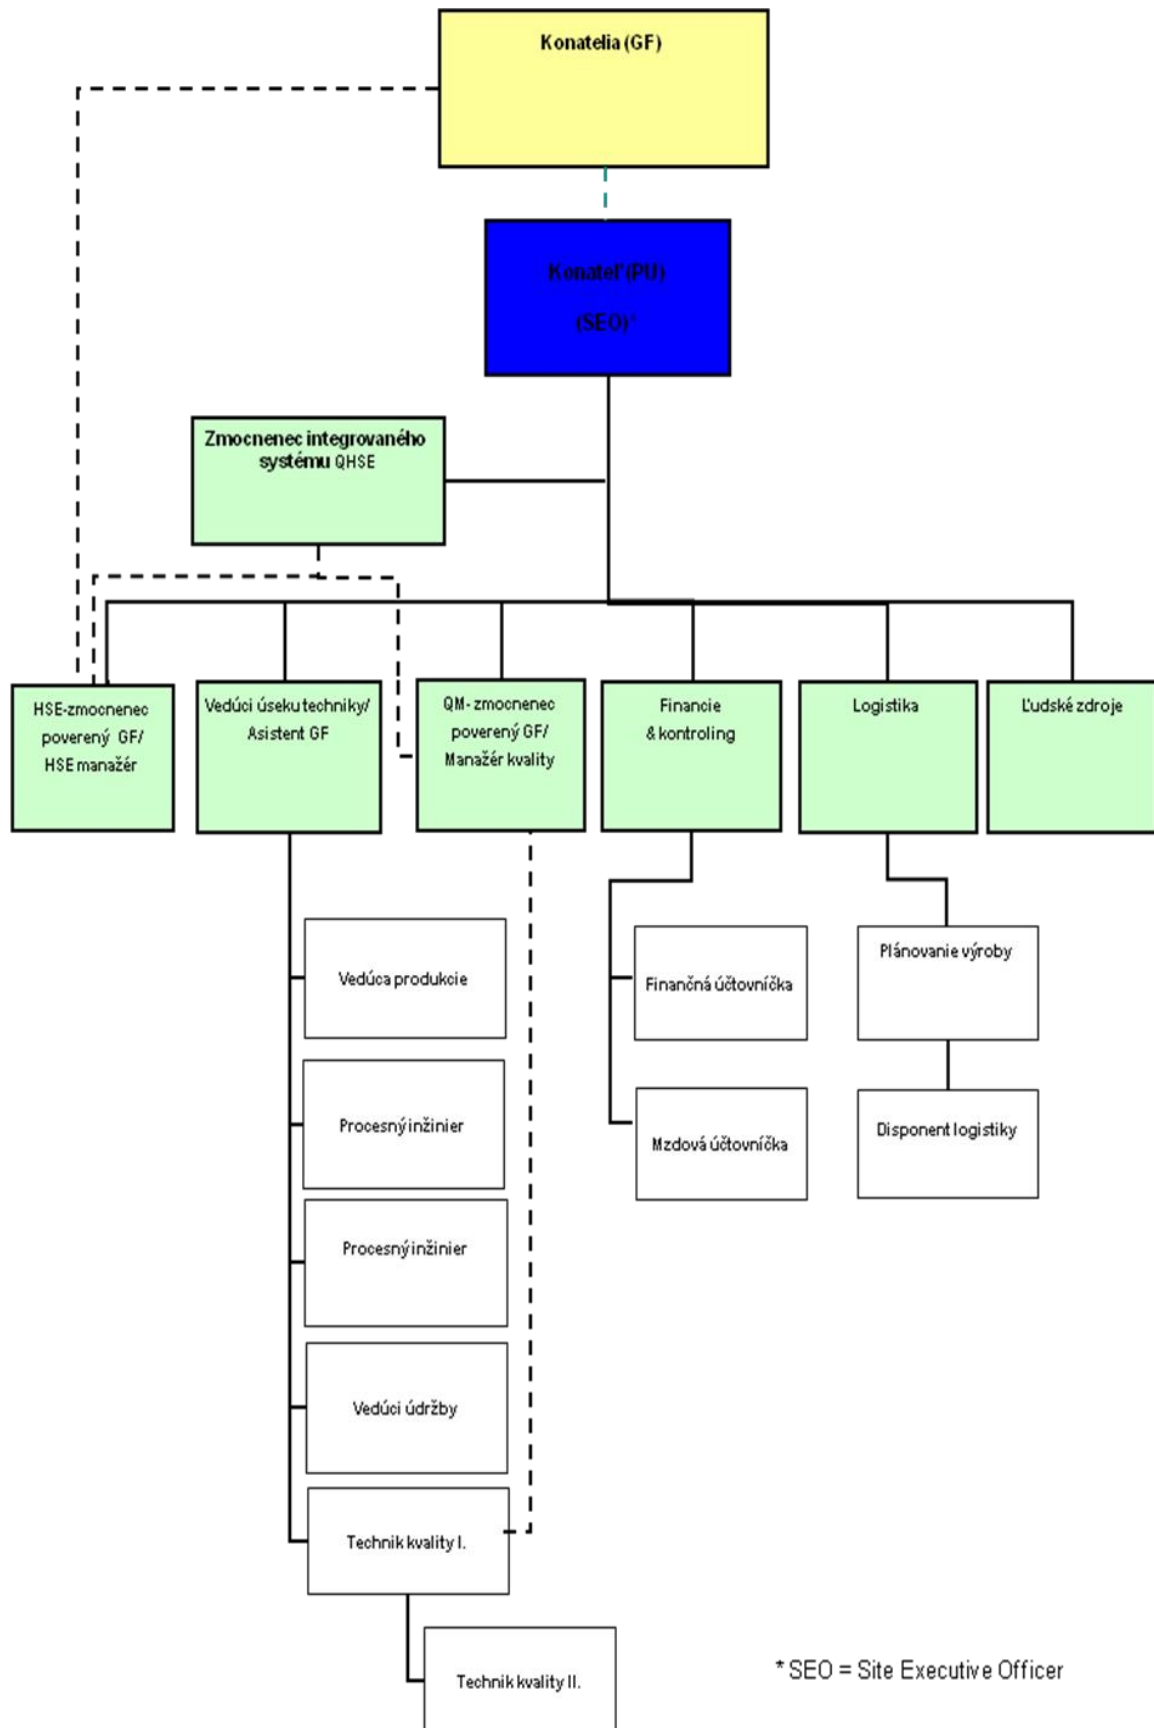 Konatelia (GF)
Konateľ (PU)
(SEO)*
Zmocnenec integrovaného
systému QHSE
HSE-zmocnenec
poverený GF/
HSE manažér
Vedúci úseku techniky/
Asistent GF
QM- zmocnenec
poverený GF/
Manažér kvality
Financie
& kontroling
Logistika
Ľudské zdroje
Vedúca produkcie
Procesný inžinier
Procesný inžinier
Vedúci údržby
Technik kvality I.
Technik kvality II.
Finančná účtovníčka
Mzdová účtovníčka
Plánovanie výroby
Disponent logistiky
* SEO = Site Executive Officer